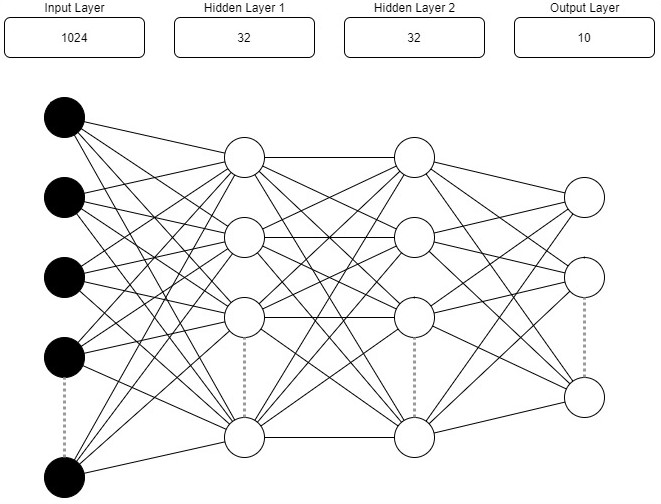 Input Layer
Hidden Layer 1
Hidden Layer 2
Output Layer
1024
32
32
10